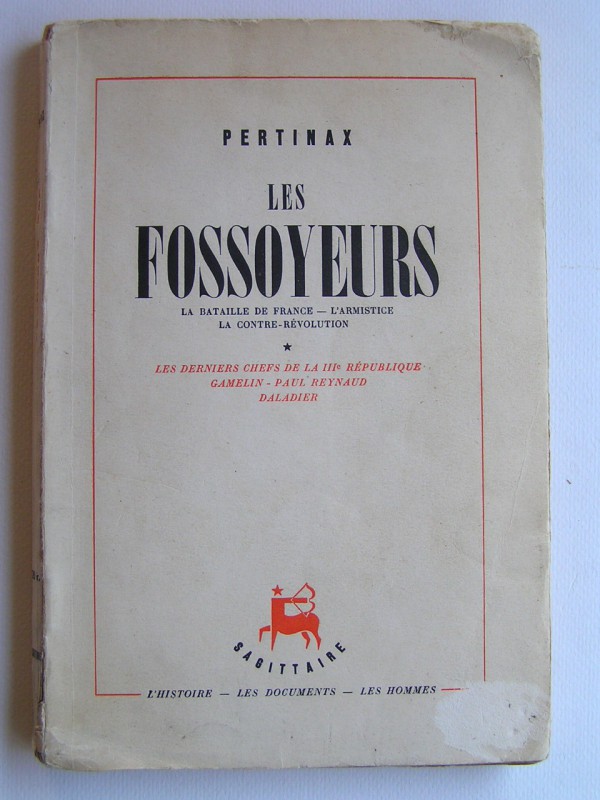 PERTINAX
LES
FOSSOYEURS
LA BATAILLE DE FRANCE — L'ARMISTICE
LA CONTRE-RÉVOLUTION
★
LES DERNIERS CHEFS DE LA IIIe RÉPUBLIQUE
GAMELIN - PAUL REYNAUD
DALADIER
SAGITTAIRE
L'HISTOIRE — LES DOCUMENTS — LES HOMMES